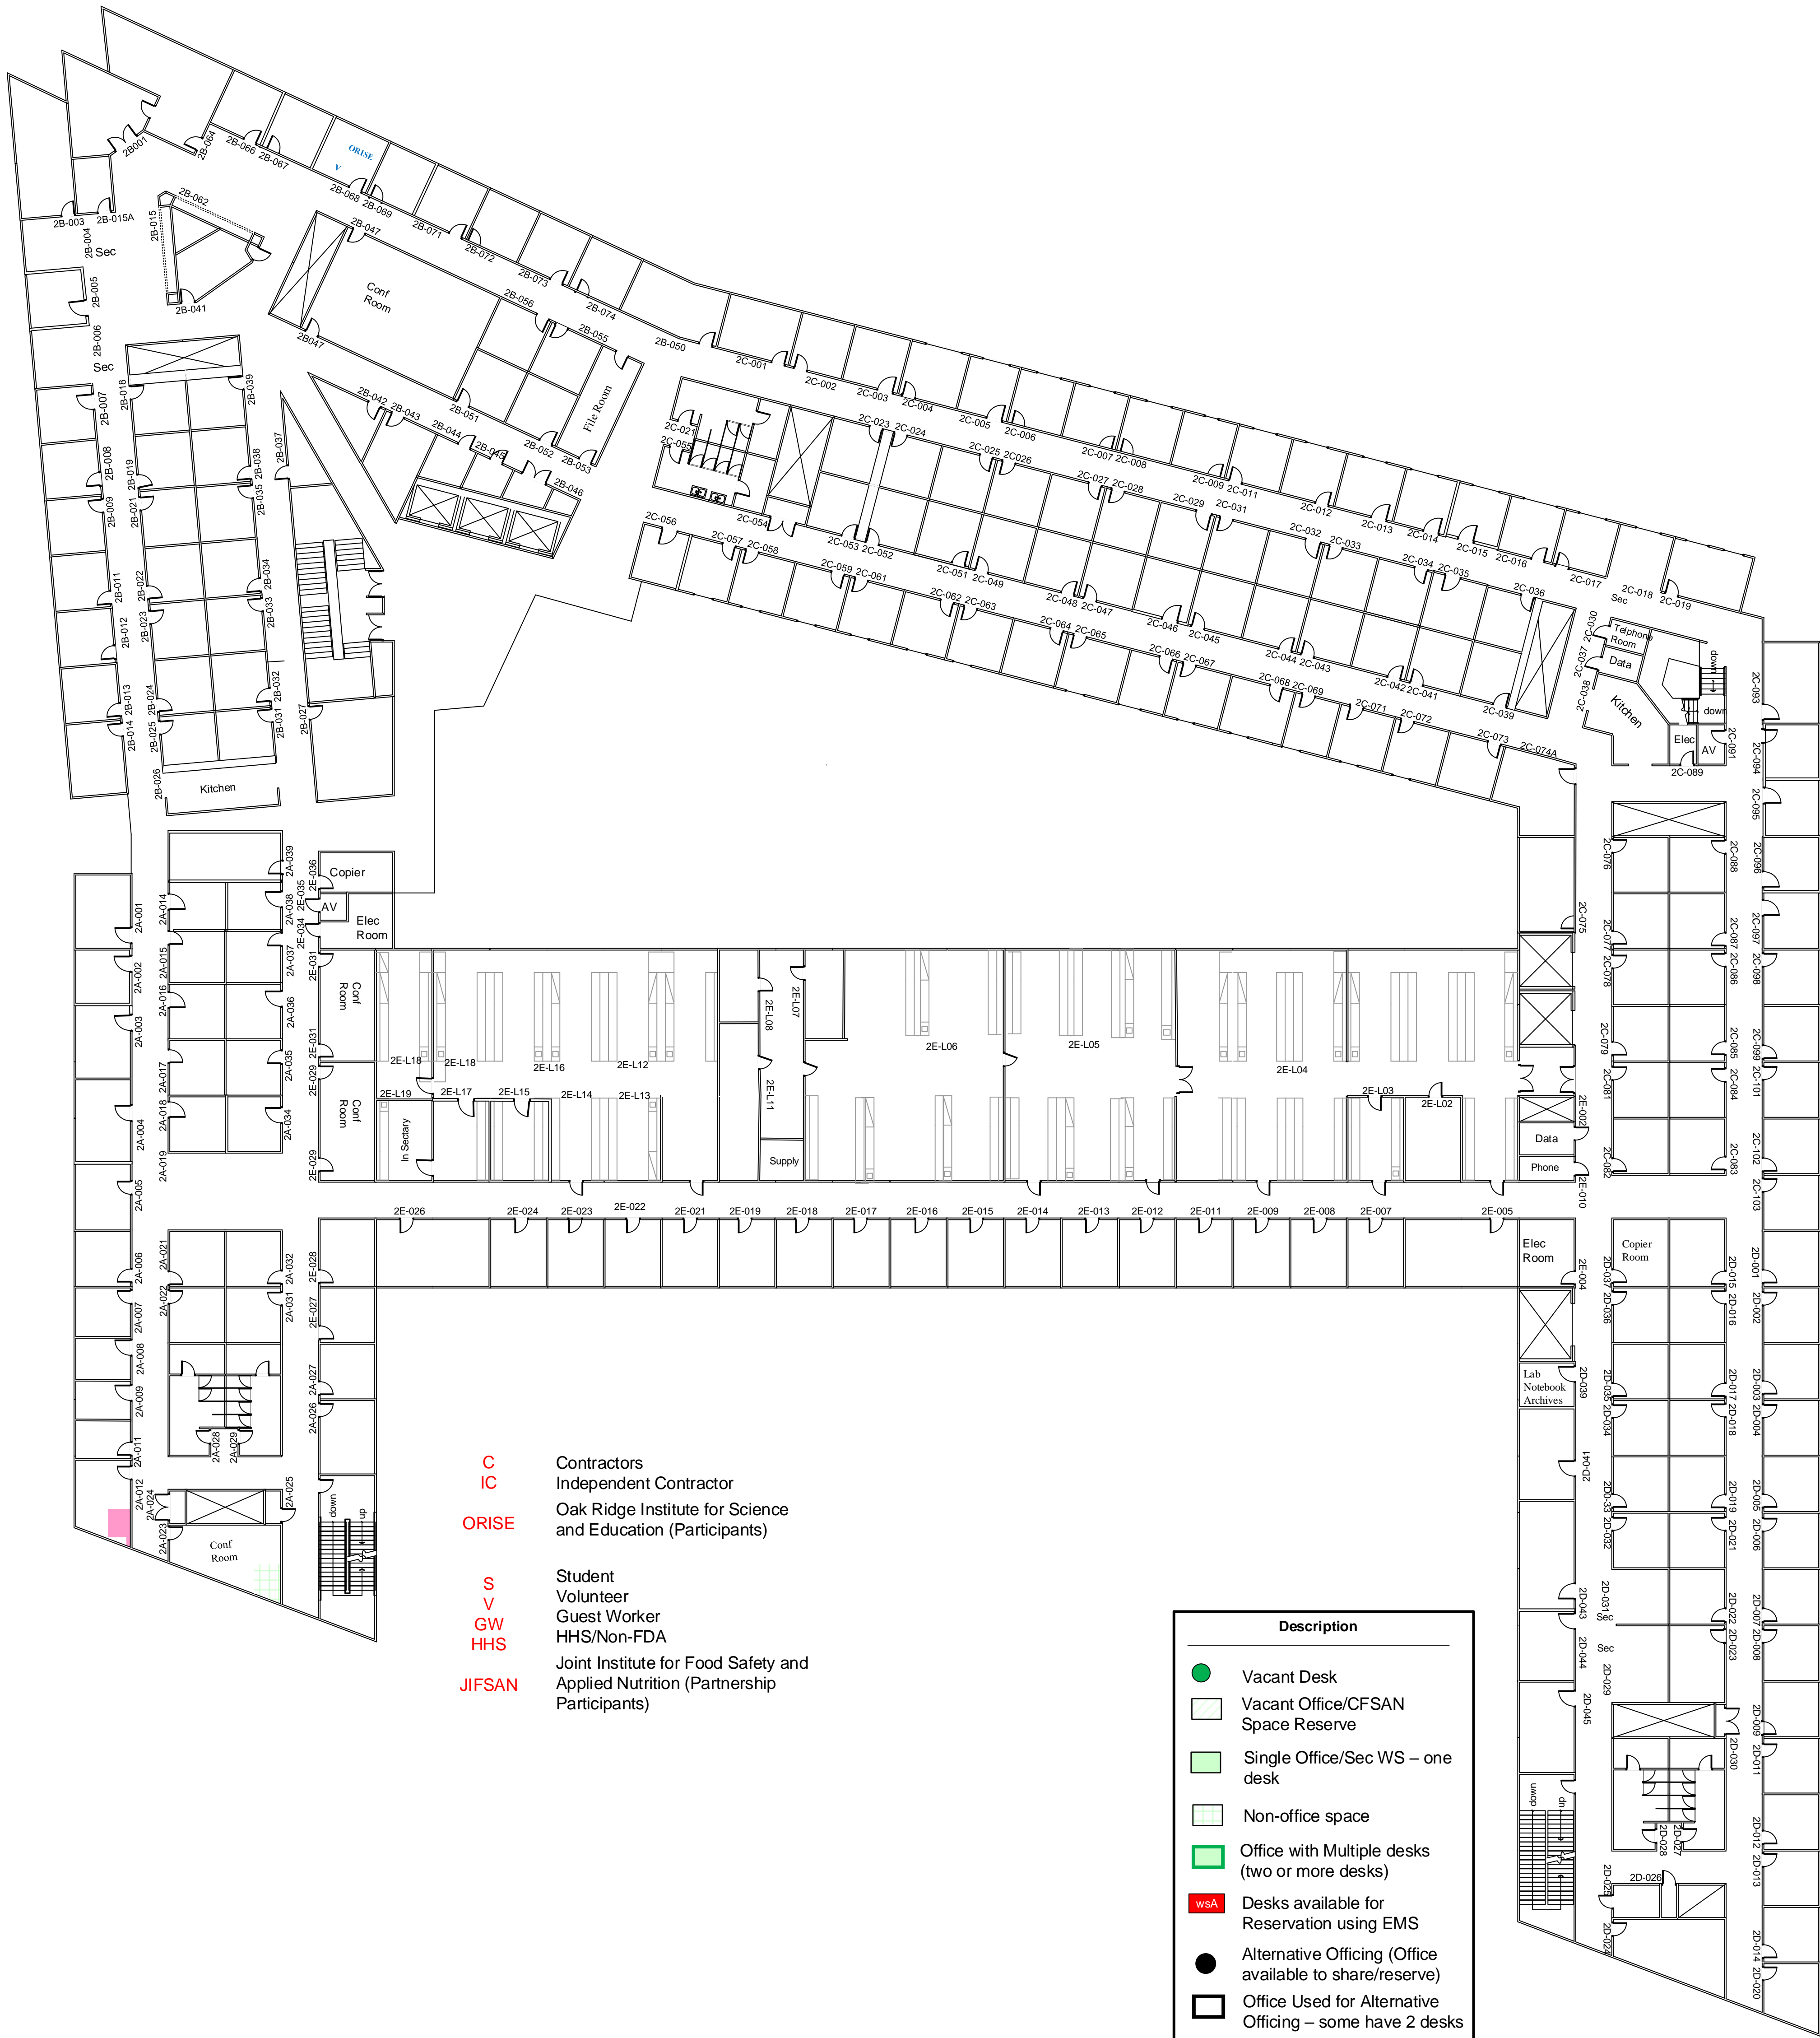 2B001
2B-064
2B-066
2B-067
ORISE
V
2B-068
2B-069
2B-071
2B-072
2B-073
2B-074
2B-050
2B-003
2B-015A
2B-004
Sec
2B-015
2B-062
2B-005
2B-041
2B-006
Sec
2B-047
Conf
Room
2B047
2B-056
2B-055
File Room
2B-051
2B-052
2B-053
2B-042
2B-043
2B-044
2B-045
2B-046
2B-007
2B-018
2B-039
2B-037
2B-008
2B-019
2B-038
2B-009
2B-021
2B-035
2B-011
2B-022
2B-034
2B-012
2B-023
2B-033
2B-013
2B-024
2B-032
2B-014
2B-025
2B-031
2B-027
2B-026
Kitchen
2C-001
2C-002
2C-003
2C-004
2C-005
2C-006
2C-007
2C-008
2C-009
2C-011
2C-012
2C-013
2C-014
2C-015
2C-016
2C-017
2C-018
2C-019
Sec
2C-021
2C-055
2C-023
2C-024
2C-025
2C026
2C-027
2C-028
2C-029
2C-031
2C-032
2C-033
2C-034
2C-035
2C-036
2C-054
2C-053
2C-052
2C-051
2C-049
2C-048
2C-047
2C-046
2C-045
2C-044
2C-043
2C-042
2C-041
2C-039
2C-056
2C-057
2C-058
2C-059
2C-061
2C-062
2C-063
2C-064
2C-065
2C-066
2C-067
2C-068
2C-069
2C-071
2C-072
2C-073
2C-074A
2C-030
Telphone
Room
2C-037
Data
2C-038
Kitchen
down
down
Elec
AV
2C-089
2C-091
2C-093
2C-094
2C-095
2C-096
2C-097
2C-098
2C-099
2C-101
2C-102
2C-103
2C-076
2C-088
2C-075
2C-077
2C-087
2C-078
2C-086
2C-079
2C-085
2C-081
2C-084
2C-082
2C-083
2A-039
2E-036
Copier
2E-035
AV
2E-034
Elec
Room
2A-001
2A-014
2A-038
2A-002
2A-015
2A-037
2A-016
2A-036
2A-003
2A-017
2A-035
2A-018
2A-034
2A-004
2A-019
2A-005
2E-031
Conf
Room
2E-031
2E-029
Conf
Room
2E-029
2E-L18
2E-L18
2E-L16
2E-L12
2E-L19
2E-L17
2E-L15
2E-L14
2E-L13
In Sectary
2E-L08
2E-L07
2E-L11
Supply
2E-L06
2E-L05
2E-L04
2E-L03
2E-L02
2E-002
Data
Phone
2E-010
2E-026
2E-024
2E-023
2E-022
2E-021
2E-019
2E-018
2E-017
2E-016
2E-015
2E-014
2E-013
2E-012
2E-011
2E-009
2E-008
2E-007
2E-005
Elec
Room
2E-004
2A-006
2A-021
2A-032
2E-028
2A-007
2A-022
2A-031
2E-027
2A-008
2A-009
2A-027
2A-026
2A-011
2A-028
2A-029
2A-012
2A-024
2A-025
2A-023
Conf
Room
down
up
2D-037
Copier
Room
2D-015
2D-001
2D-036
2D-016
2D-002
Lab
Notebook
Archives
2D-039
2D-035
2D-017
2D-003
2D-034
2D-018
2D-004
2D-041
2D0-33
2D-019
2D-005
2D-032
2D-021
2D-006
2D-043
2D-031
Sec
2D-022
2D-007
2D-044
Sec
2D-023
2D-008
2D-029
2D-045
2D-009
2D-030
2D-011
down
up
2D-028
2D-027
2D-012
2D-025
2D-026
2D-013
2D-024
2D-014
2D-020
C Contractors
IC Independent Contractor
ORISE Oak Ridge Institute for Science
and Education (Participants)
S Student
V Volunteer
GW Guest Worker
HHS HHS/Non-FDA
JIFSAN Joint Institute for Food Safety and
Applied Nutrition (Partnership
Participants)
Description
Vacant Desk
Vacant Office/CFSAN
Space Reserve
Single Office/Sec WS – one
desk
Non-office space
Office with Multiple desks
(two or more desks)
wsA Desks available for
Reservation using EMS
Alternative Officing (Office
available to share/reserve)
Office Used for Alternative
Officing – some have 2 desks